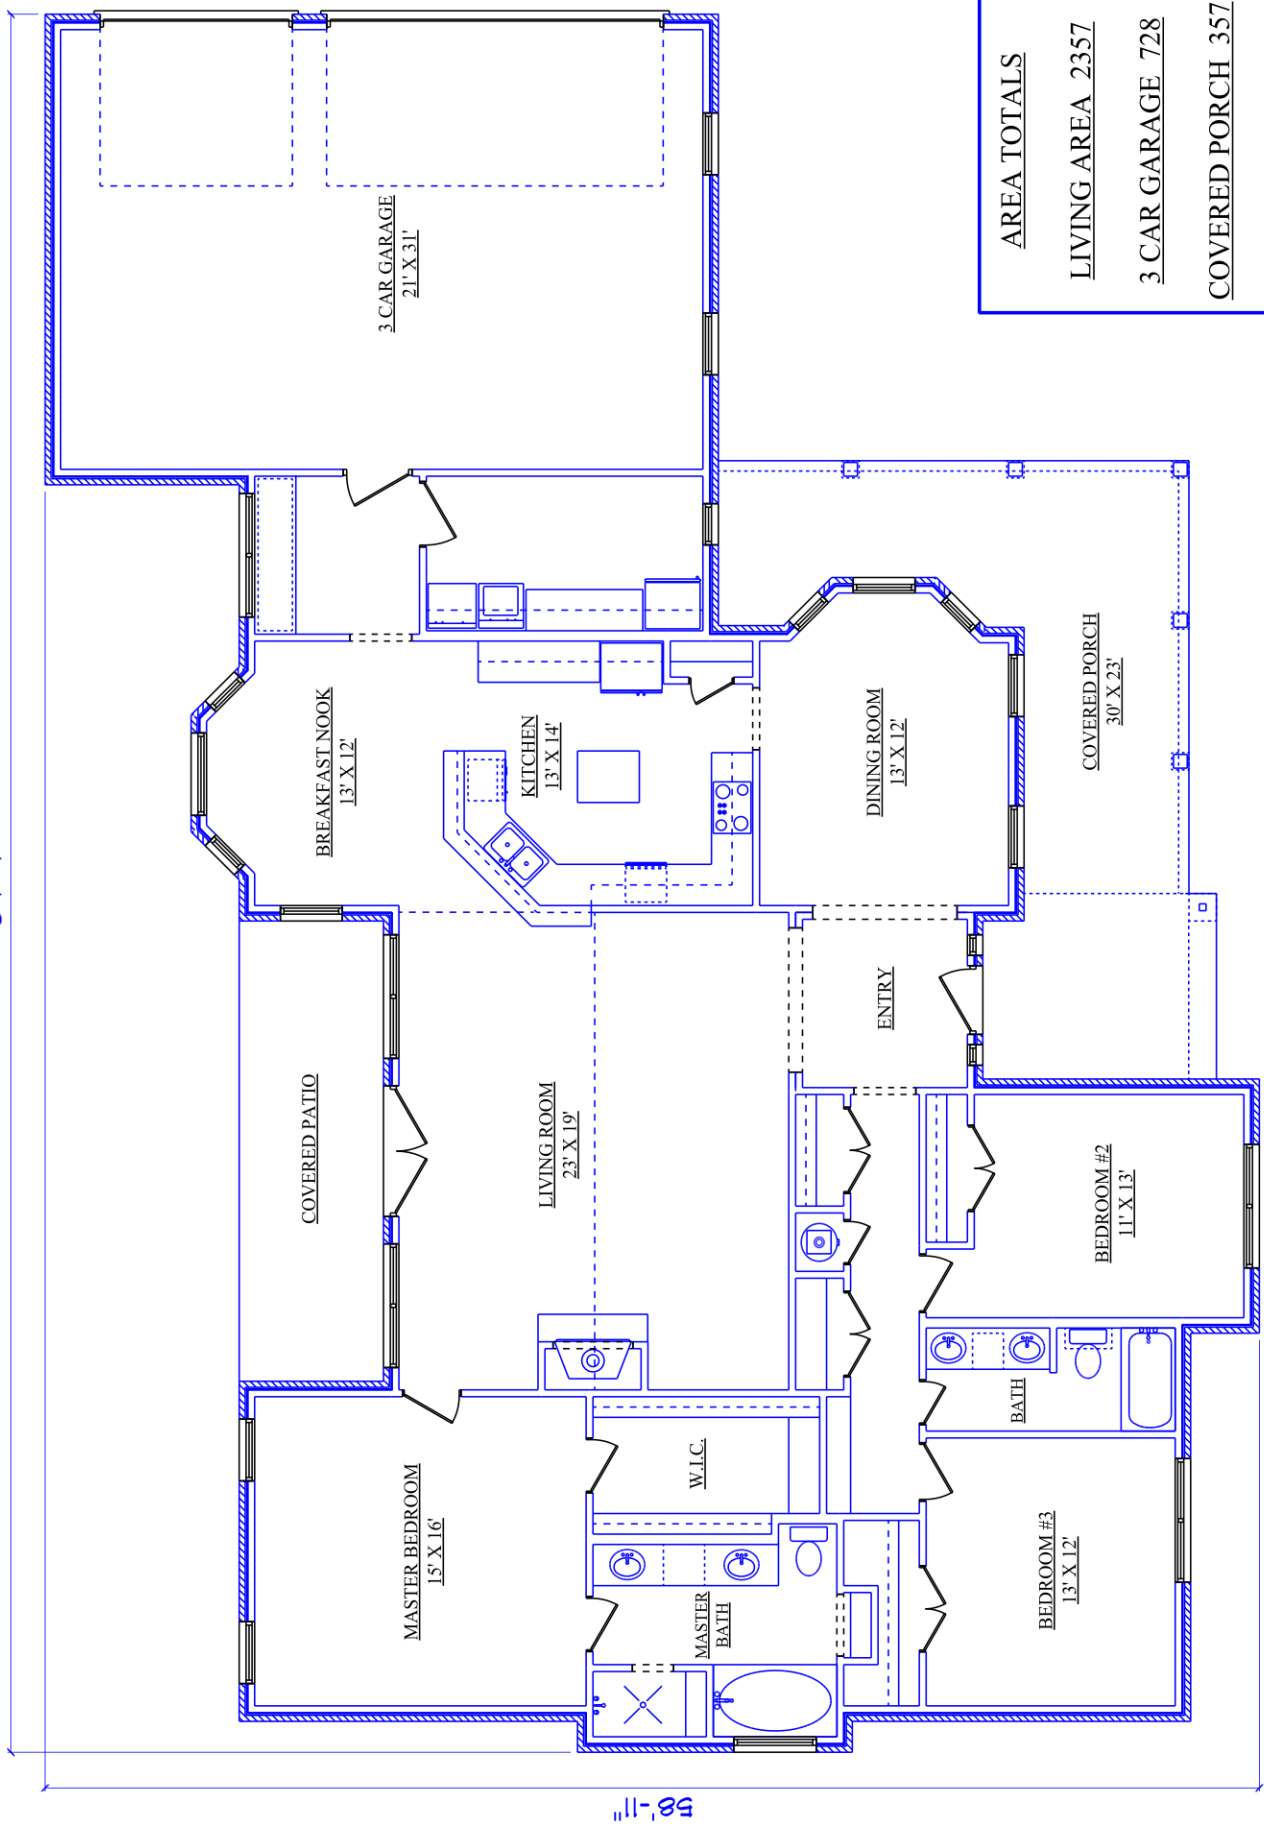 3 CAR GARAGE
21' X 31'
BREAKFAST NOOK
13' X 12'
KITCHEN
13' X 14'
DINING ROOM
13' X 12'
COVERED PORCH
30' X 23'
COVERED PATIO
LIVING ROOM
23' X 19'
ENTRY
MASTER BEDROOM
15' X 16'
W.I.C.
MASTER
BATH
BATH
BEDROOM #2
11' X 13'
BEDROOM #3
13' X 12'
58'-11"
AREA TOTALS
LIVING AREA 2357
3 CAR GARAGE 728
COVERED PORCH 357